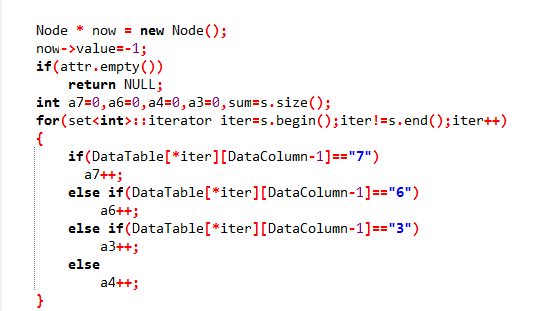 Node * now = new Node();
now->value=-1;
if(attr.empty())
    return NULL;
int a7=0,a6=0,a4=0,a3=0,sum=s.size();
for(set<int>::iterator iter=s.begin();iter!=s.end();iter++)
{
    if(DataTable[*iter][DataColumn-1]=="7")
      a7++;
    else if(DataTable[*iter][DataColumn-1]=="6")
        a6++;
    else if(DataTable[*iter][DataColumn-1]=="3")
        a3++;
    else
        a4++;
}